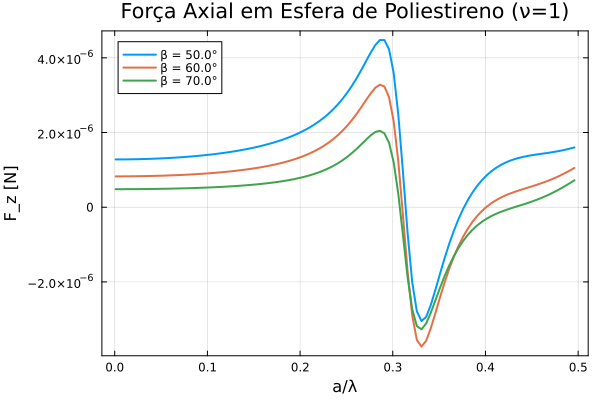 Força Axial em Esfera de Poliestireno (ν=1)
β = 50.0°
β = 60.0°
β = 70.0°
4.0×10⁻⁶
2.0×10⁻⁶
0
−2.0×10⁻⁶
F_z [N]
0.0 0.1 0.2 0.3 0.4 0.5
a/λ